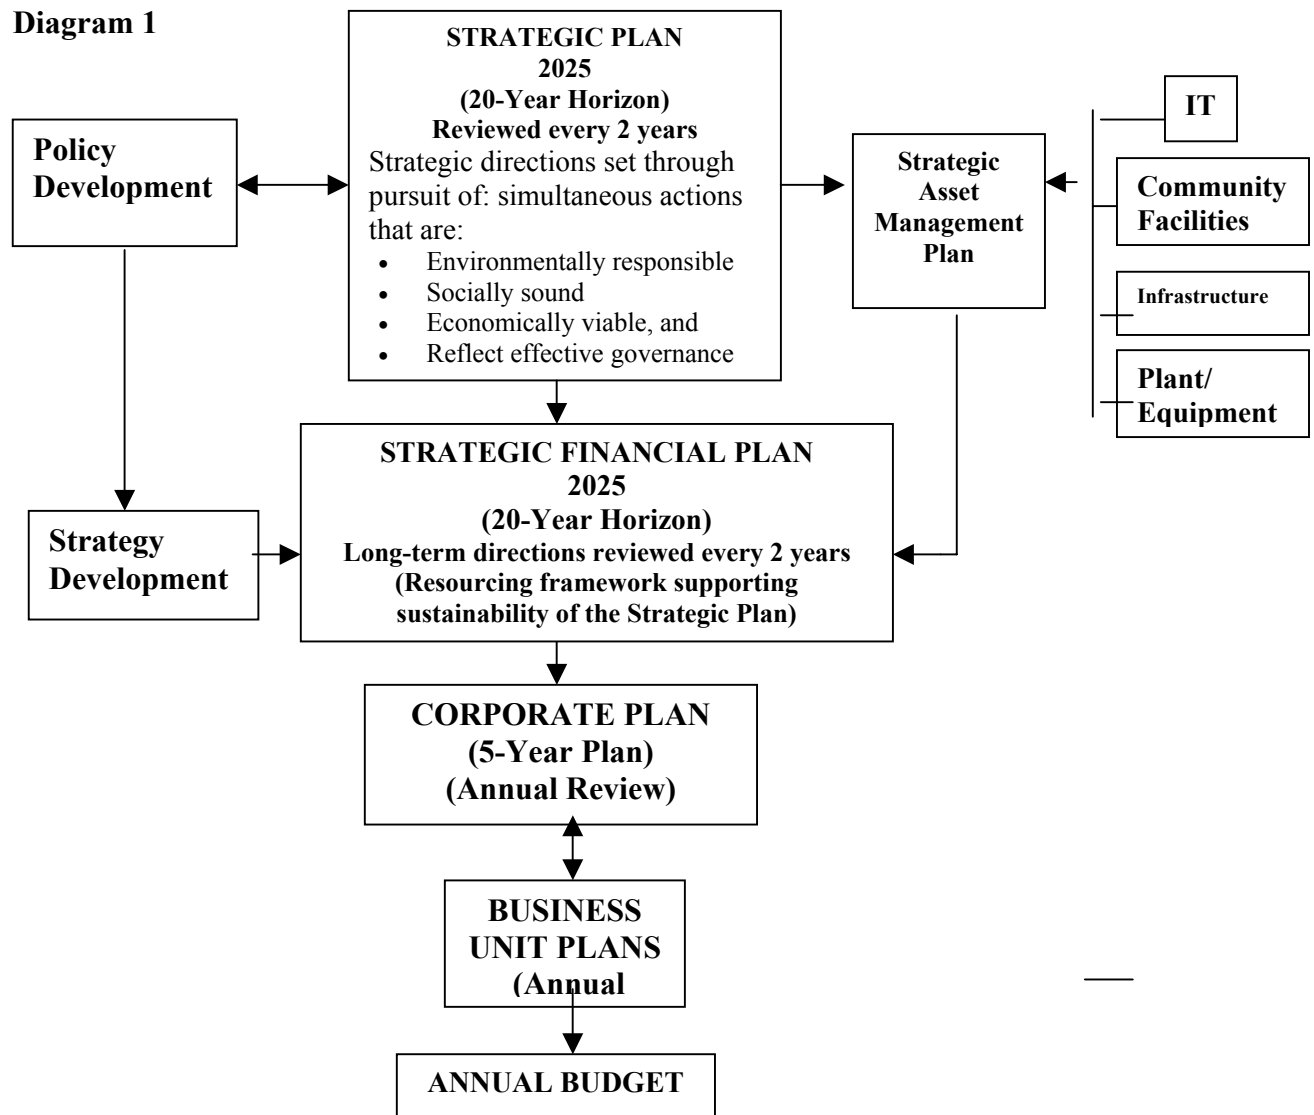 Diagram 1
STRATEGIC PLAN
2025
(20-Year Horizon)
Reviewed every 2 years
Strategic directions set through
pursuit of: simultaneous actions
that are:
• Environmentally responsible
• Socially sound
• Economically viable, and
• Reflect effective governance
Policy
Development
Strategic
Asset
Management
Plan
IT
Community
Facilities
Infrastructure
Plant/
Equipment
STRATEGIC FINANCIAL PLAN
2025
(20-Year Horizon)
Long-term directions reviewed every 2 years
(Resourcing framework supporting
sustainability of the Strategic Plan)
Strategy
Development
CORPORATE PLAN
(5-Year Plan)
(Annual Review)
BUSINESS
UNIT PLANS
(Annual
ANNUAL BUDGET